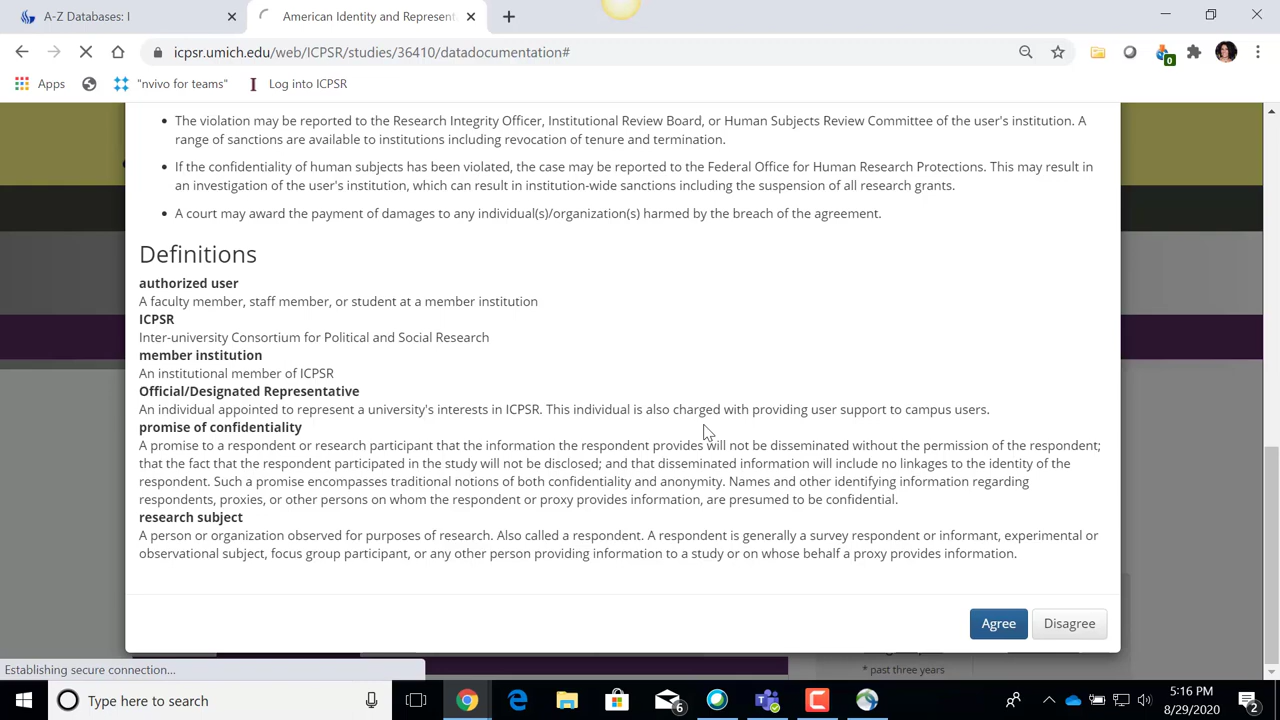 A-Z Databases: I
American Identity and Represent
icpsr.umich.edu/web/ICPSR/studies/36410/datadocumentation#
0
Apps
"nvivo for teams"
Log into ICPSR
The violation may be reported to the Research Integrity Officer, Institutional Review Board, or Human Subjects Review Committee of the user's institution. A
range of sanctions are available to institutions including revocation of tenure and termination.
If the confidentiality of human subjects has been violated, the case may be reported to the Federal Office for Human Research Protections. This may result in
an investigation of the user's institution, which can result in institution-wide sanctions including the suspension of all research grants.
A court may award the payment of damages to any individual(s)/organization(s) harmed by the breach of the agreement.
Definitions
authorized user
A faculty member, staff member, or student at a member institution
ICPSR
Inter-university Consortium for Political and Social Research
member institution
An institutional member of ICPSR
Official/Designated Representative
An individual appointed to represent a university's interests in ICPSR. This individual is also charged with providing user support to campus users.
promise of confidentiality
A promise to a respondent or research participant that the information the respondent provides will not be disseminated without the permission of the respondent;
that the fact that the respondent participated in the study will not be disclosed; and that disseminated information will include no linkages to the identity of the
respondent. Such a promise encompasses traditional notions of both confidentiality and anonymity. Names and other identifying information regarding
respondents, proxies, or other persons on whom the respondent or proxy provides information, are presumed to be confidential.
research subject
A person or organization observed for purposes of research. Also called a respondent. A respondent is generally a survey respondent or informant, experimental or
observational subject, focus group participant, or any other person providing information to a study or on whose behalf a proxy provides information.
Agree
Disagree
Establishing secure connection...
* past three years
Type here to search
6
5:16 PM
8/29/2020
2